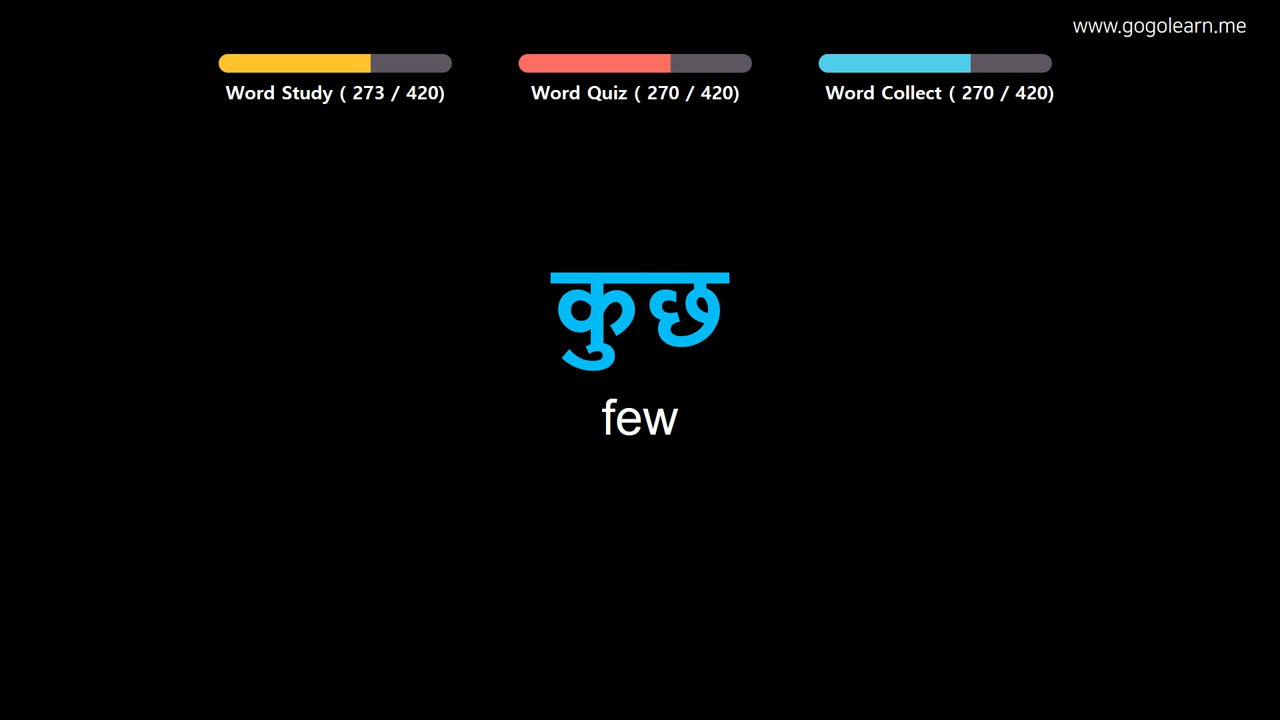 www.gogolearn.me
Word Study ( 273 / 420)
Word Quiz ( 270 / 420)
Word Collect ( 270 / 420)
कुछ
few